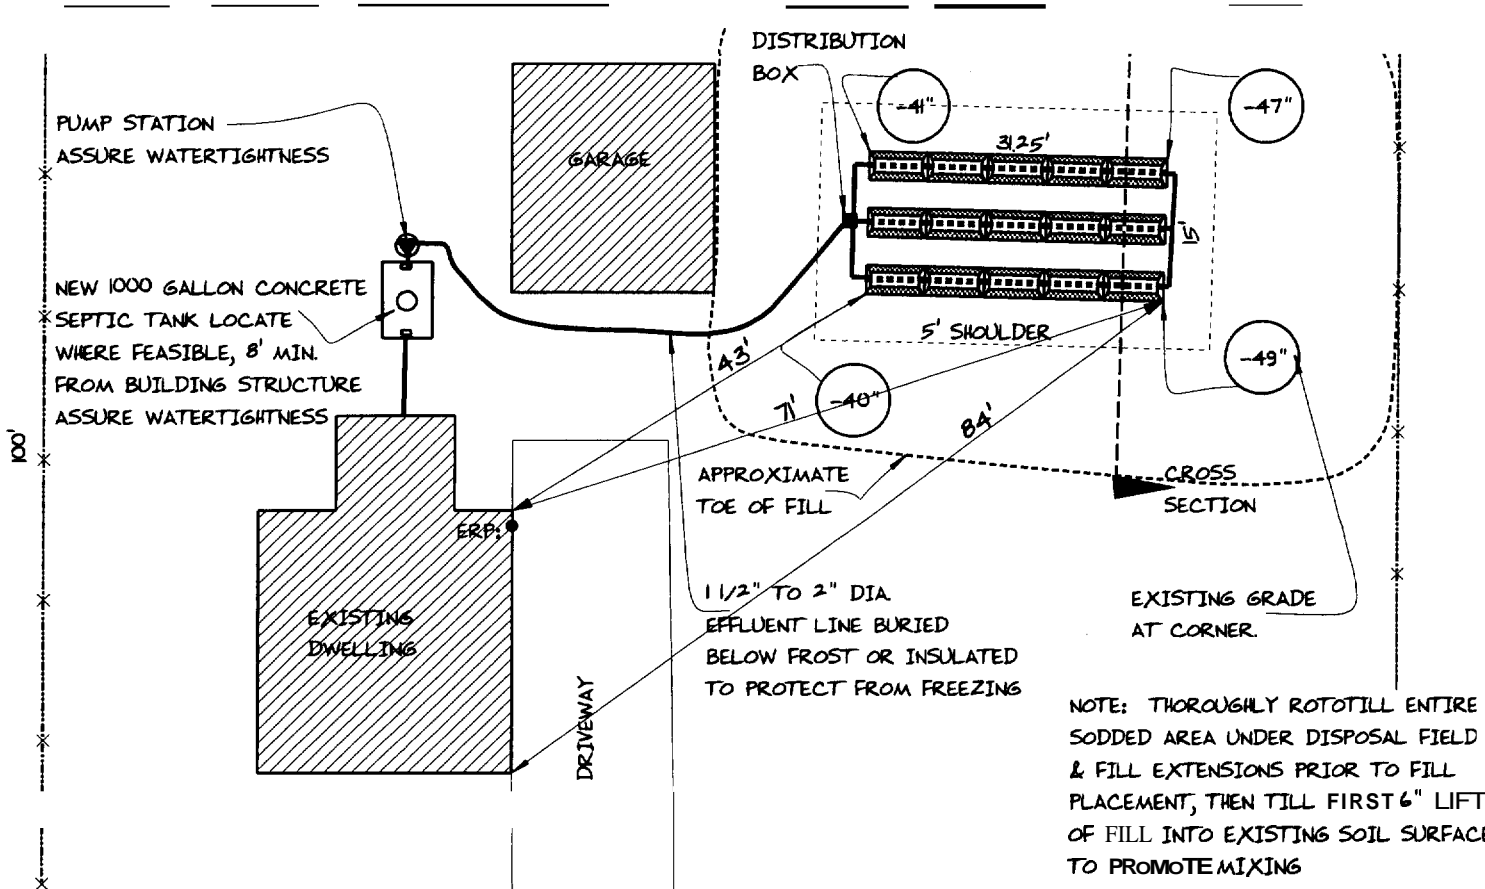 DISTRIBUTION
BOX
-41"
-47"
PUMP STATION
ASSURE WATERTIGHTNESS
GARAGE
31.25'
15'
NEW 1000 GALLON CONCRETE
SEPTIC TANK LOCATE
WHERE FEASIBLE, 8' MIN.
FROM BUILDING STRUCTURE
ASSURE WATERTIGHTNESS
5' SHOULDER
-49"
43'
-40"
71'
84'
100'
APPROXIMATE
TOE OF FILL
CROSS
SECTION
ERP:
EXISTING
DWELLING
1 1/2" TO 2" DIA.
EFFLUENT LINE BURIED
BELOW FROST OR INSULATED
TO PROTECT FROM FREEZING
EXISTING GRADE
AT CORNER.
DRIVEWAY
NOTE: THOROUGHLY ROTOTILL ENTIRE
SODDED AREA UNDER DISPOSAL FIELD
& FILL EXTENSIONS PRIOR TO FILL
PLACEMENT, THEN TILL FIRST 6" LIFT
OF FILL INTO EXISTING SOIL SURFACE
TO PROMOTE MIXING